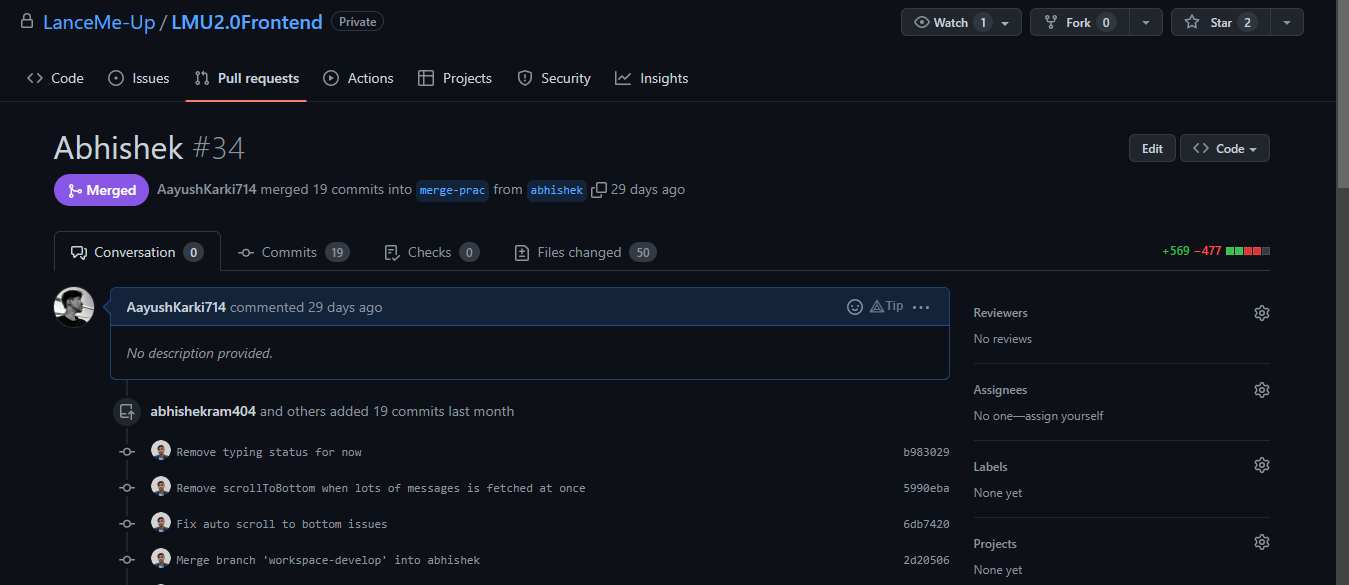 LanceMe-Up / LMU2.0Frontend Private
Watch 1 Fork 0 Star 2
Code Issues Pull requests Actions Projects Security Insights
Abhishek #34
Edit Code
Merged AayushKarki714 merged 19 commits into merge-prac from abhishek 29 days ago
Conversation 0 Commits 19 Checks 0 Files changed 50
+569 −477
AayushKarki714 commented 29 days ago
Tip
No description provided.
abhishekram404 and others added 19 commits last month
Remove typing status for now b983029
Remove scrollToBottom when lots of messages is fetched at once 5990eba
Fix auto scroll to bottom issues 6db7420
Merge branch 'workspace-develop' into abhishek 2d20506
Reviewers
No reviews
Assignees
No one—assign yourself
Labels
None yet
Projects
None yet